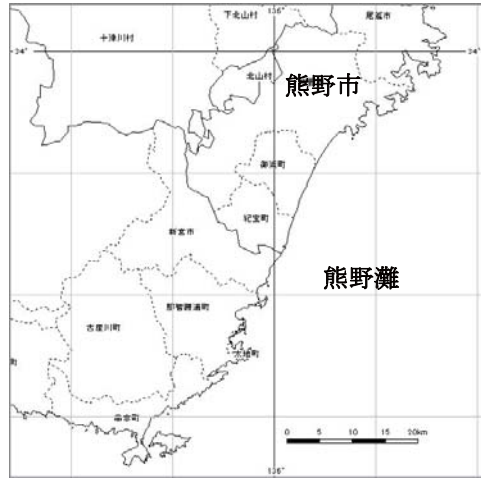 136°
下北山村
尾鷲市
十津川村
34°
34°
北山村
熊野市
御浜町
紀宝町
新宮市
熊野灘
那智勝浦町
古座川町
太地町
町
串本町
0 5 10 15 20km
136°